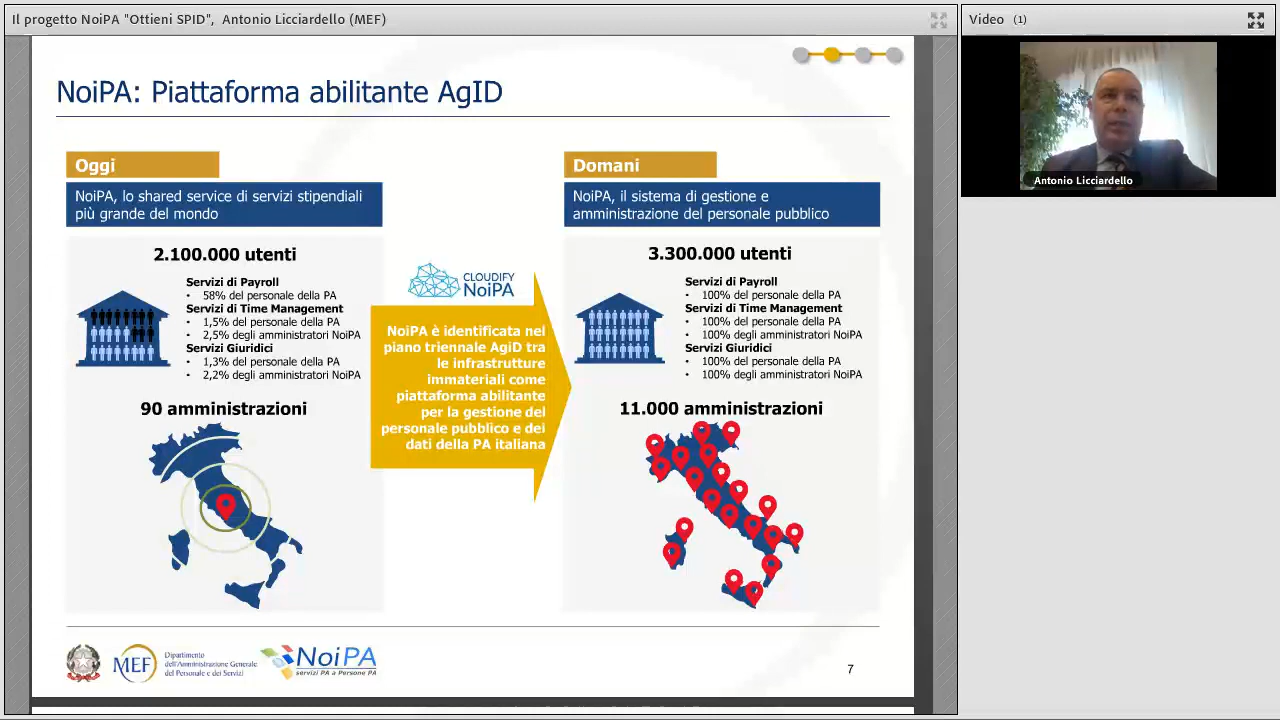 Il progetto NoiPA "Ottieni SPID", Antonio Licciardello (MEF)
Video (1)
Antonio Licciardello
NoiPA: Piattaforma abilitante AgID
Oggi
NoiPA, lo shared service di servizi stipendiali
più grande del mondo
2.100.000 utenti
Servizi di Payroll
• 58% del personale della PA
Servizi di Time Management
• 1,5% del personale della PA
• 2,5% degli amministratori NoiPA
Servizi Giuridici
• 1,3% del personale della PA
• 2,2% degli amministratori NoiPA
90 amministrazioni
CLOUDIFY
NoiPA
NoiPA è identificata nel
piano triennale AgID tra
le infrastrutture
immateriali come
piattaforma abilitante
per la gestione del
personale pubblico e dei
dati della PA italiana
Domani
NoiPA, il sistema di gestione e
amministrazione del personale pubblico
3.300.000 utenti
Servizi di Payroll
• 100% del personale della PA
Servizi di Time Management
• 100% del personale della PA
• 100% degli amministratori NoiPA
Servizi Giuridici
• 100% del personale della PA
• 100% degli amministratori NoiPA
11.000 amministrazioni
MEF
Dipartimento
dell'Amministrazione Generale
del Personale e dei Servizi
NoiPA
servizi PA a Persone PA
7